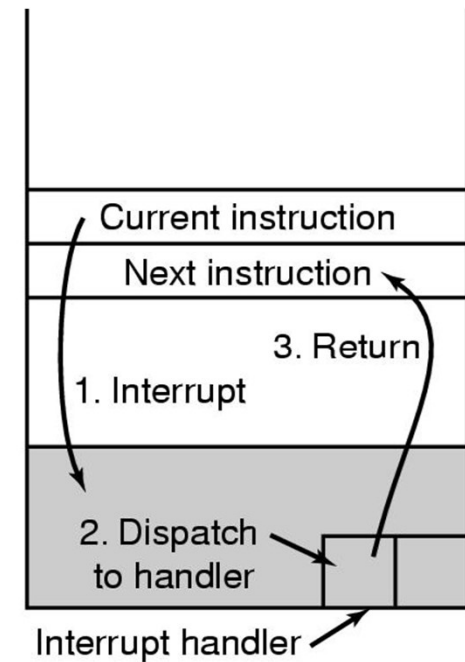 Current instruction
Next instruction
3. Return
1. Interrupt
2. Dispatch
to handler
Interrupt handler